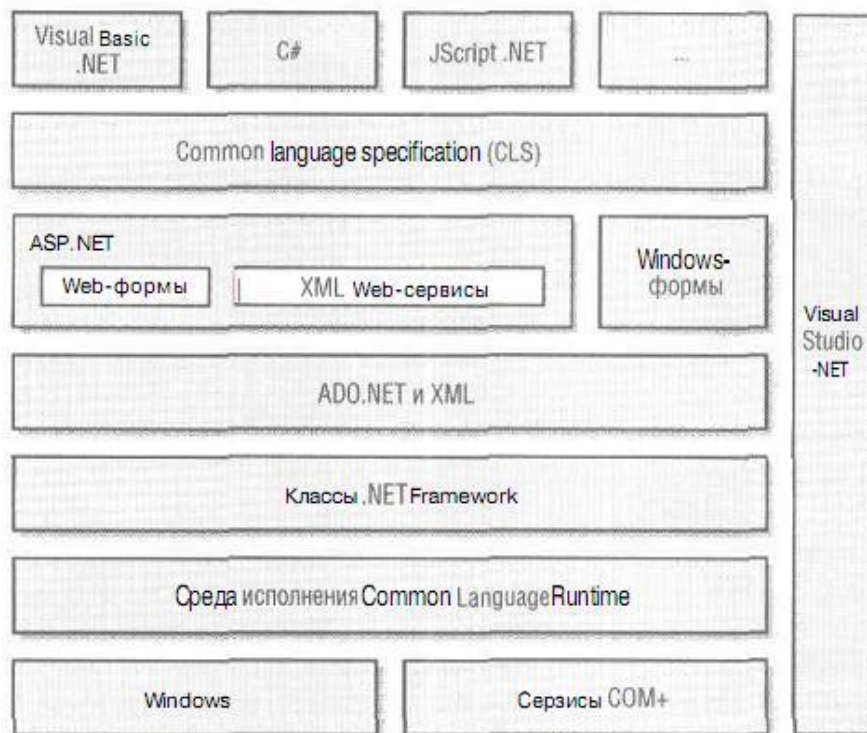 Visual Basic
.NET
C#
JScript .NET
...
Common language specification (CLS)
ASP.NET
Web-формы
XML Web-сервисы
Windows-
формы
ADO.NET и XML
Классы .NET Framework
Среда исполнения Common Language Runtime
Windows
Серзисы COM+
Visual
Studio
-NET